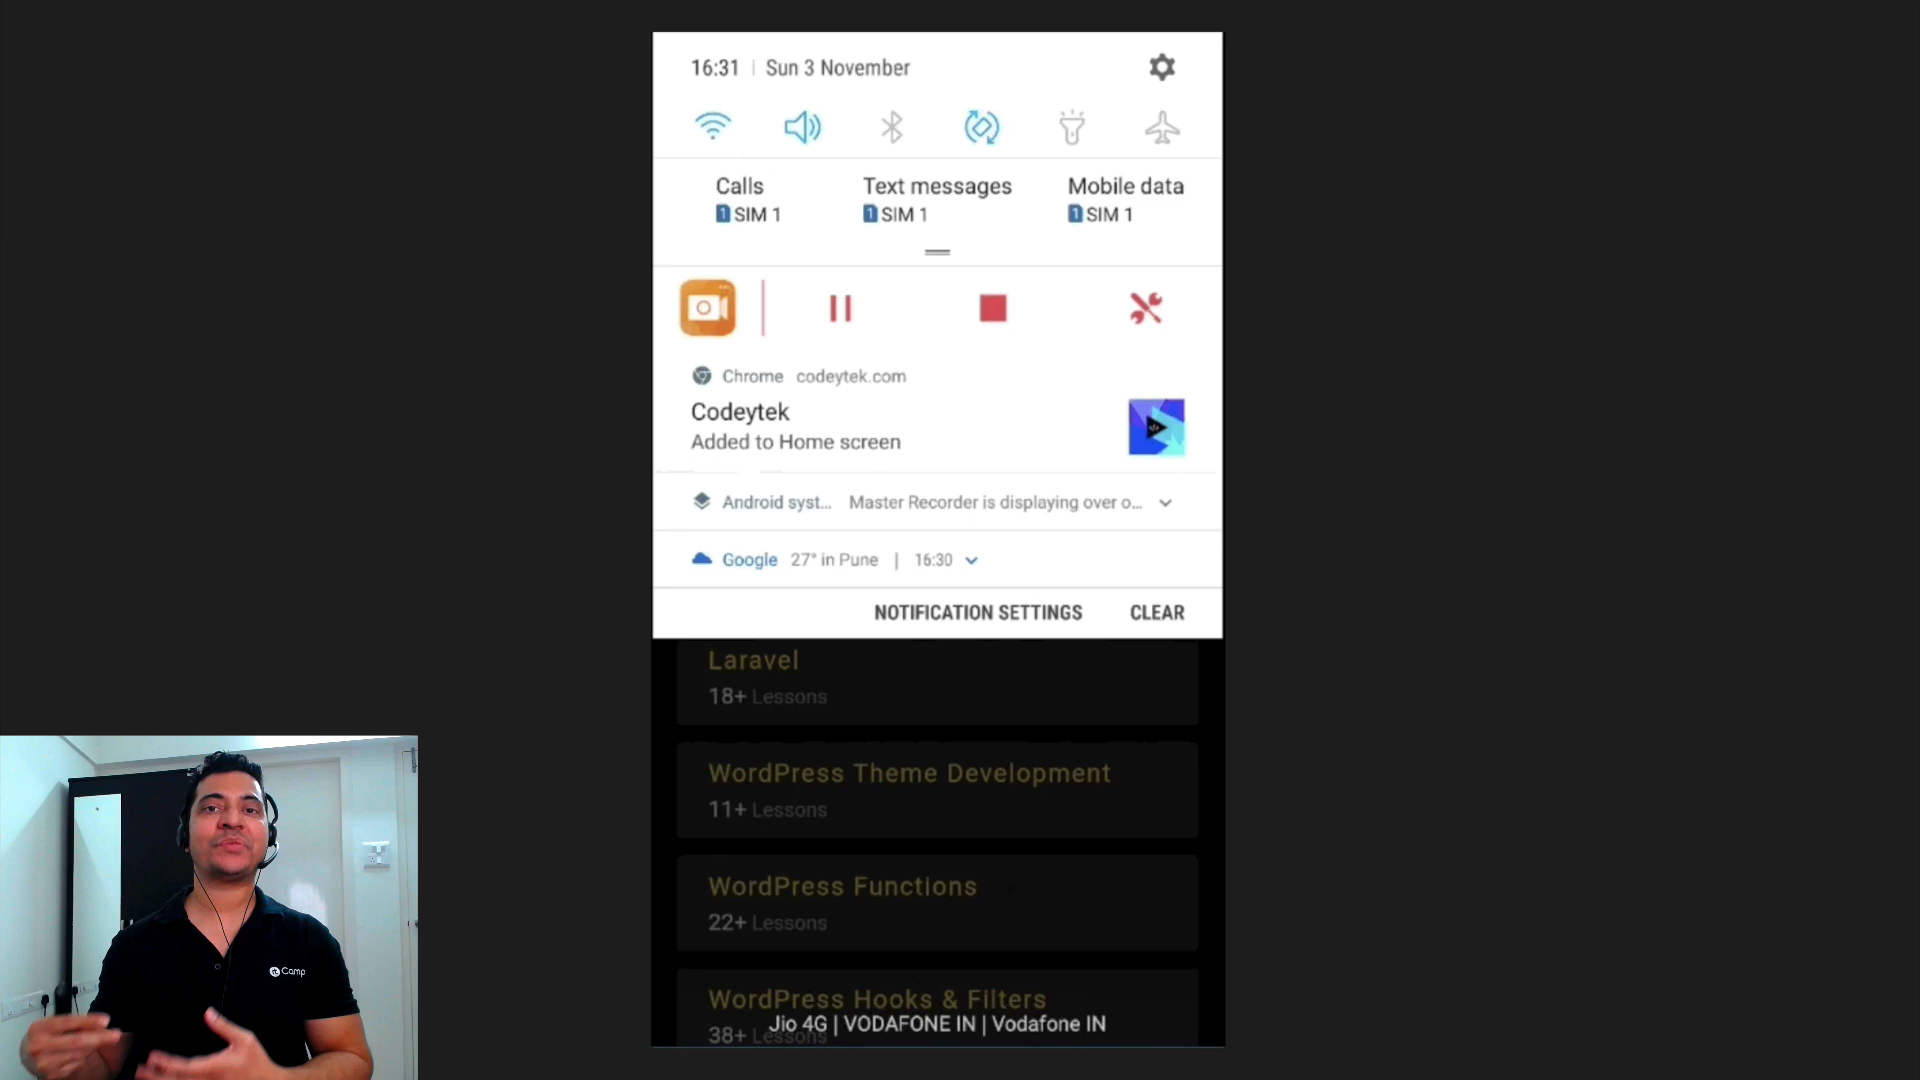 16:31 | Sun 3 November
Calls
1 SIM 1
Text messages
1 SIM 1
Mobile data
1 SIM 1
Chrome codeytek.com
Codeytek
Added to Home screen
Android syst... Master Recorder is displaying over o...
Google 27° in Pune | 16:30
NOTIFICATION SETTINGS CLEAR
Laravel
18+ Lessons
WordPress Theme Development
11+ Lessons
WordPress Functions
22+ Lessons
WordPress Hooks & Filters
38+ Lessons
Jio 4G | VODAFONE IN | Vodafone IN
rt Camp